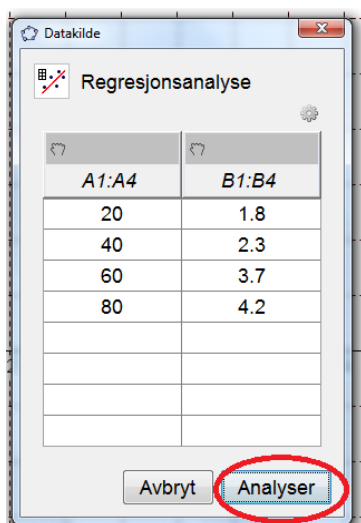 Datakilde
Regresjonsanalyse
A1:A4 B1:B4
20 1.8
40 2.3
60 3.7
80 4.2
Avbryt Analyser